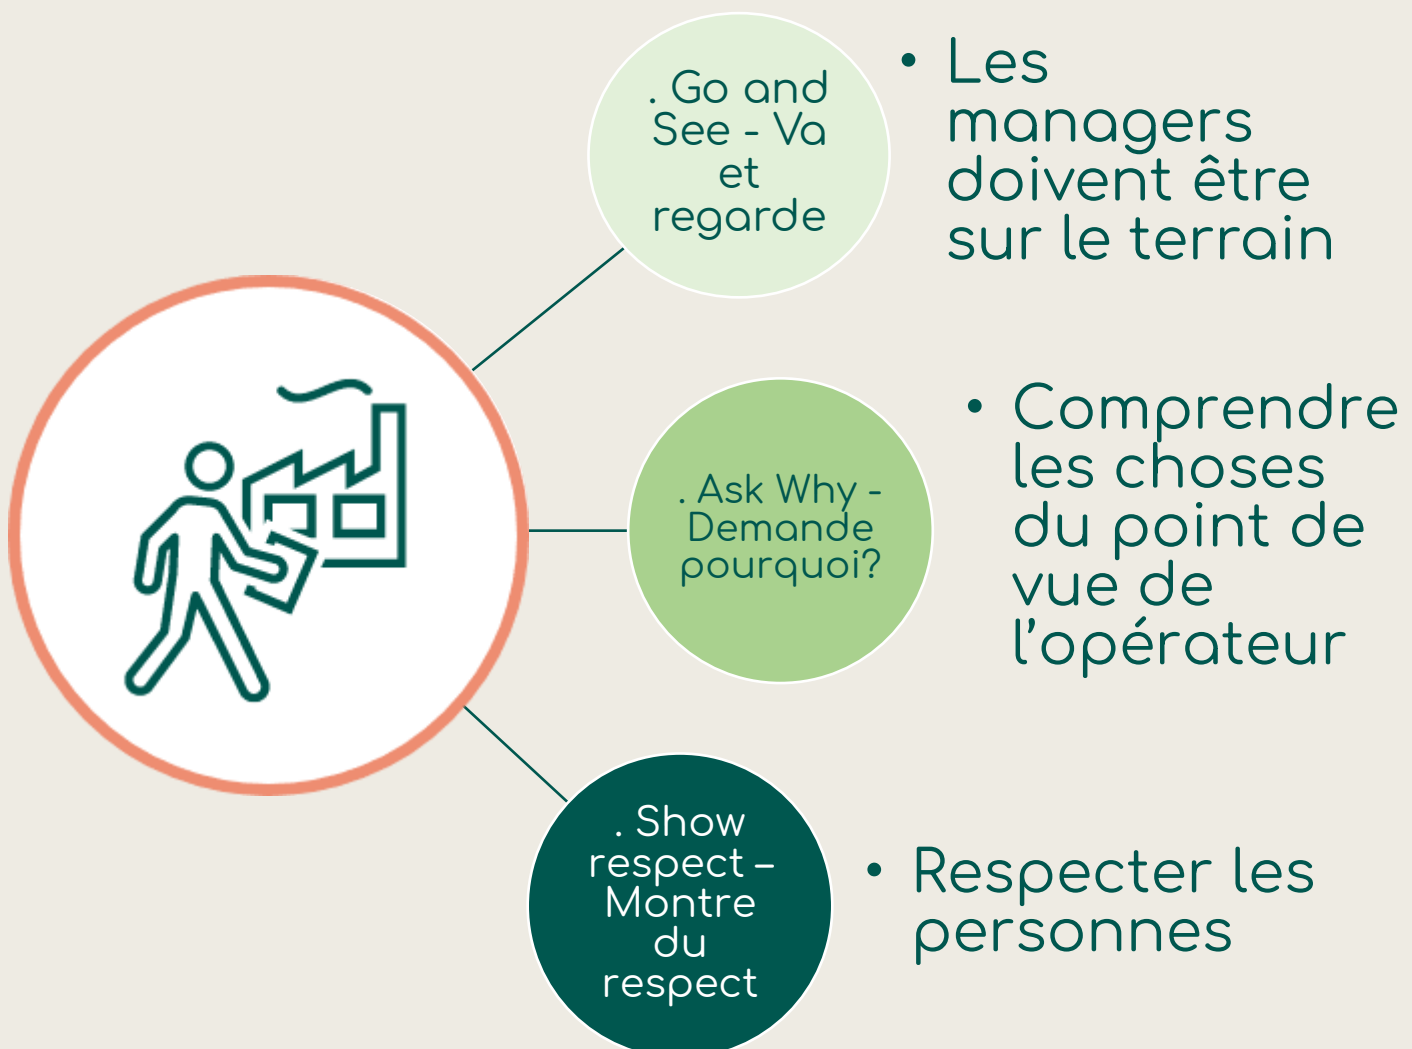 . Go and
See - Va
et
regarde
• Les
managers
doivent être
sur le terrain
. Ask Why -
Demande
pourquoi?
• Comprendre
les choses
du point de
vue de
l’opérateur
. Show
respect –
Montre
du
respect
• Respecter les
personnes